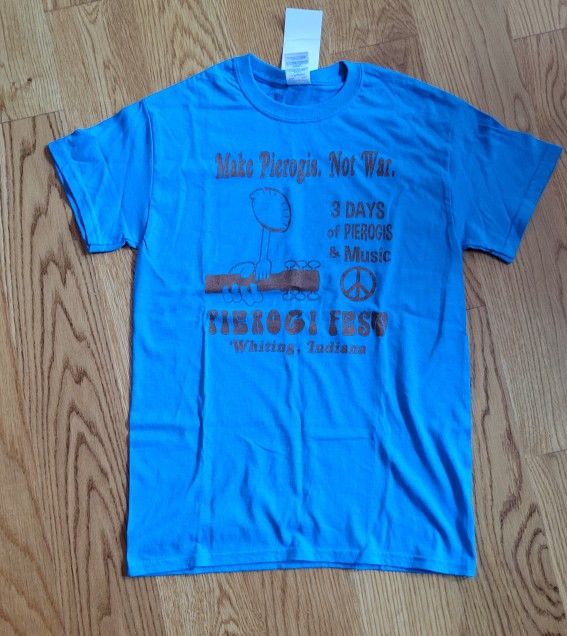 Make Pierogis. Not War.
3 DAYS
of PIEROGIS
& Music
PIEROGI FEST
Whiting, Indiana